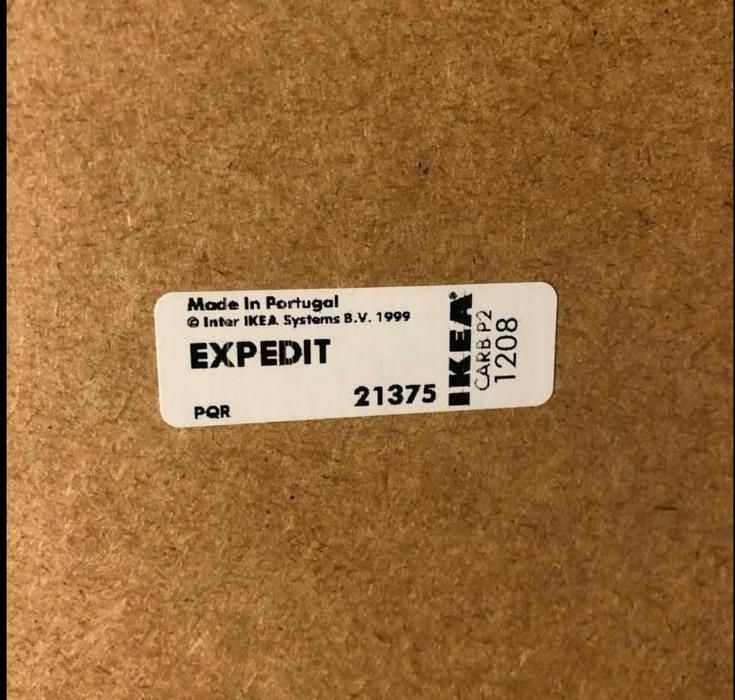 Made In Portugal
© Inter IKEA Systems B.V. 1999
EXPEDIT
PQR
21375
IKEA®
CARB P2
1208